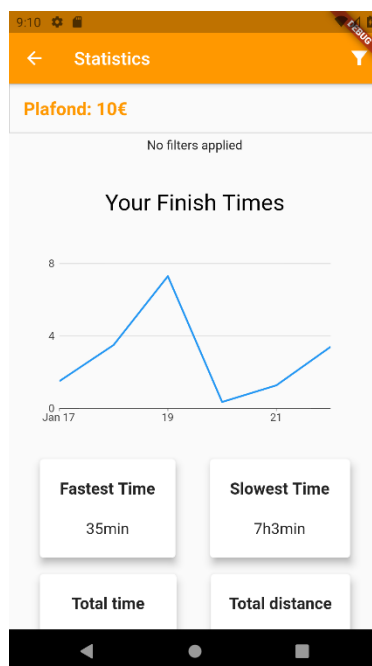 9:10
DEBUG
Statistics
Plafond: 10€
No filters applied
Your Finish Times
8
4
0
Jan 17 19 21
Fastest Time Slowest Time
35min 7h3min
Total time Total distance